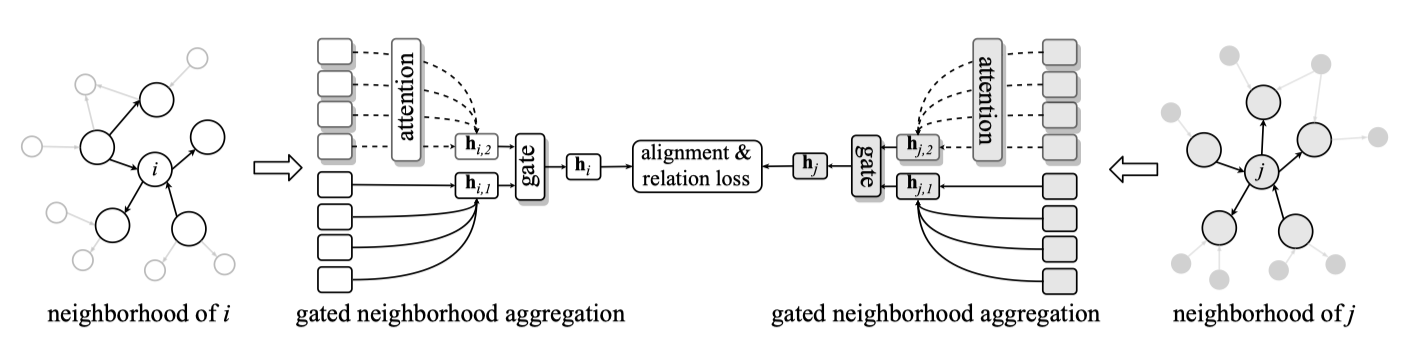 i
neighborhood of i
attention
h_{i,2}
h_{i,1}
gate
h_i
gated neighborhood aggregation
alignment &
relation loss
h_j
gate
h_{j,2}
h_{j,1}
attention
gated neighborhood aggregation
j
neighborhood of j